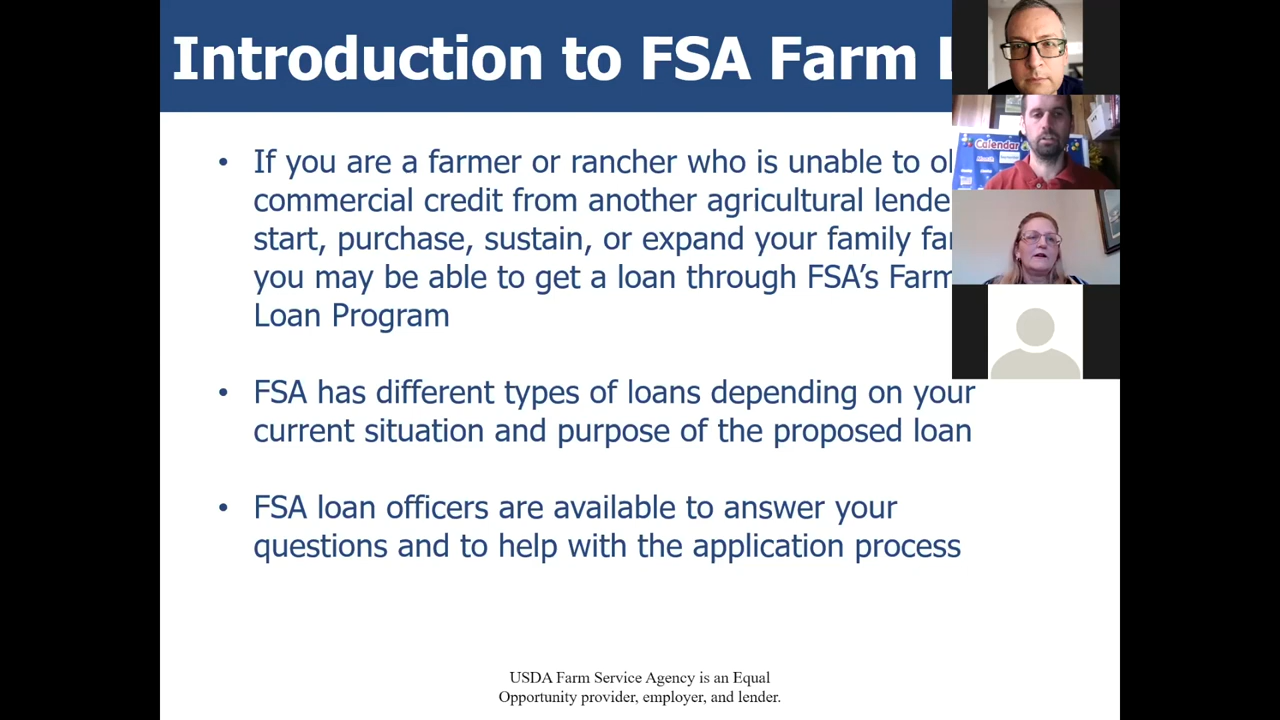 Introduction to FSA Farm
• If you are a farmer or rancher who is unable to
commercial credit from another agricultural
start, purchase, sustain, or expand your family
you may be able to get a loan through FSA’s Farm
Loan Program
• FSA has different types of loans depending on your
current situation and purpose of the proposed loan
• FSA loan officers are available to answer your
questions and to help with the application process
USDA Farm Service Agency is an Equal
Opportunity provider, employer, and lender.
Calendar